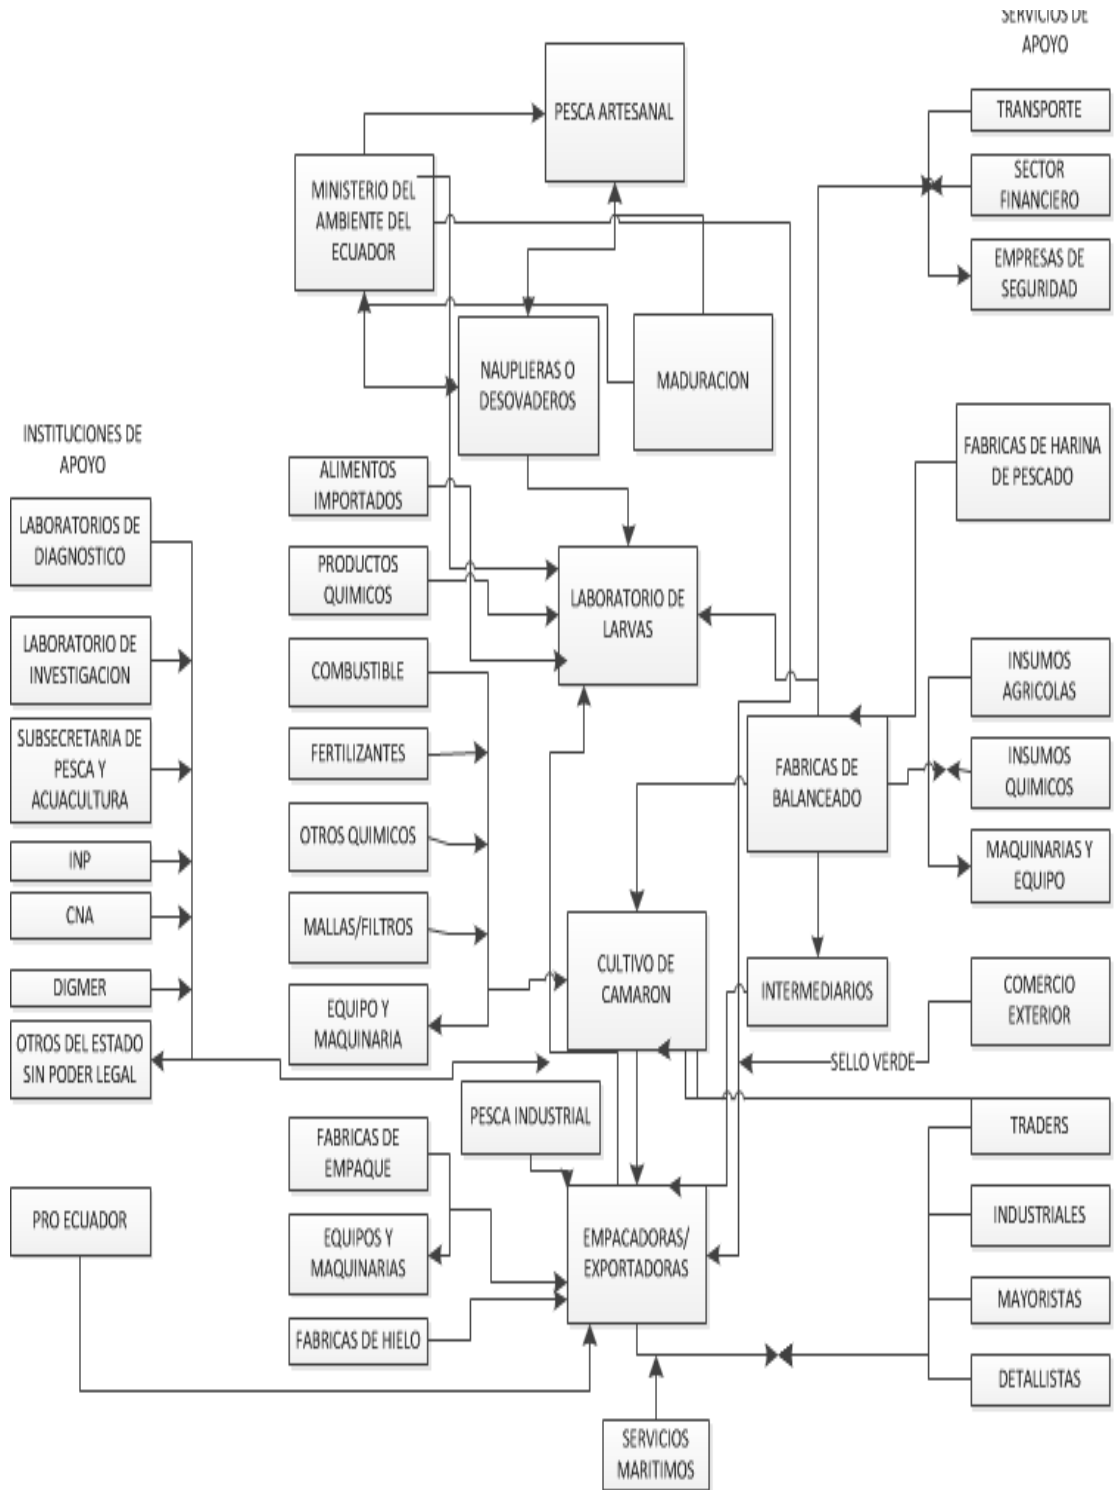 SERVICIOS DE
APOYO
PESCA ARTESANAL
TRANSPORTE
MINISTERIO DEL
AMBIENTE DEL
ECUADOR
SECTOR
FINANCIERO
EMPRESAS DE
SEGURIDAD
NAUPLIERAS O
DESOVADEROS
MADURACION
INSTITUCIONES DE
APOYO
FABRICAS DE HARINA
DE PESCADO
ALIMENTOS
IMPORTADOS
LABORATORIOS DE
DIAGNOSTICO
PRODUCTOS
QUIMICOS
LABORATORIO DE
LARVAS
LABORATORIO DE
INVESTIGACION
COMBUSTIBLE
INSUMOS
AGRICOLAS
SUBSECRETARIA DE
PESCA Y
ACUACULTURA
FERTILIZANTES
FABRICAS DE
BALANCEADO
INSUMOS
QUIMICOS
OTROS QUIMICOS
INP
MAQUINARIAS Y
EQUIPO
CNA
MALLAS/FILTROS
CULTIVO DE
CAMARON
INTERMEDIARIOS
COMERCIO
EXTERIOR
DIGMER
EQUIPO Y
MAQUINARIA
OTROS DEL ESTADO
SIN PODER LEGAL
SELLO VERDE
PESCA INDUSTRIAL
TRADERS
FABRICAS DE
EMPAQUE
PRO ECUADOR
EQUIPOS Y
MAQUINARIAS
EMPACADORAS/
EXPORTADORAS
INDUSTRIALES
MAYORISTAS
FABRICAS DE HIELO
DETALLISTAS
SERVICIOS
MARITIMOS